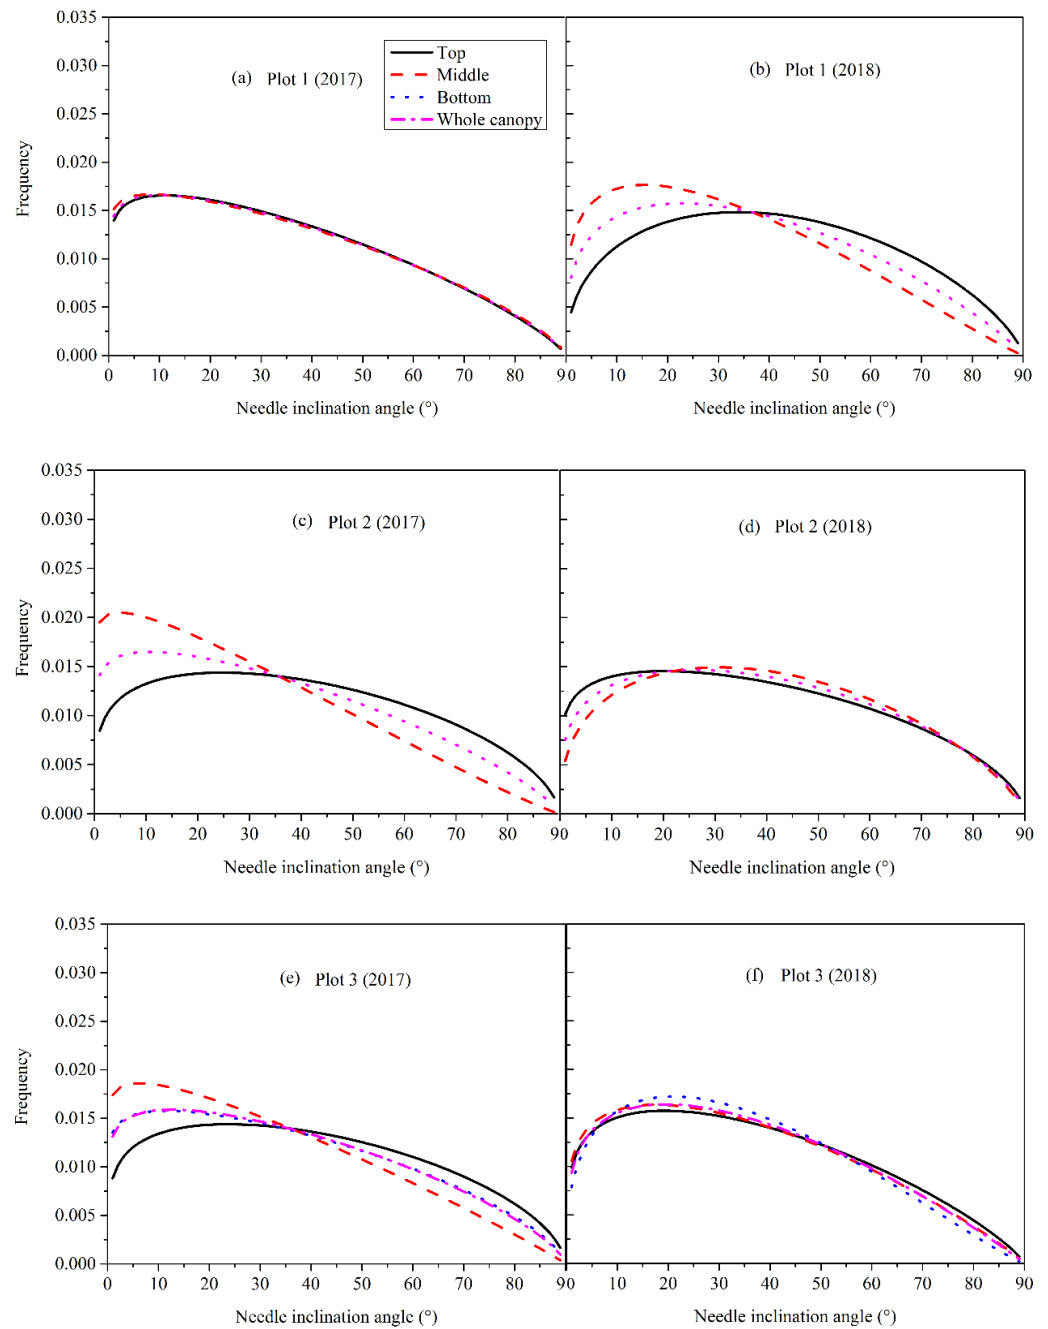 0.035
0.030
0.025
0.020
0.015
0.010
0.005
0.000
Frequency
(a) Plot 1 (2017)
Top
Middle
Bottom
Whole canopy
(b) Plot 1 (2018)
0 10 20 30 40 50 60 70 80 90
0 10 20 30 40 50 60 70 80 90
Needle inclination angle (°)
Needle inclination angle (°)
0.035
0.030
0.025
0.020
0.015
0.010
0.005
0.000
Frequency
(c) Plot 2 (2017)
(d) Plot 2 (2018)
0 10 20 30 40 50 60 70 80 90
0 10 20 30 40 50 60 70 80 90
Needle inclination angle (°)
Needle inclination angle (°)
0.035
0.030
0.025
0.020
0.015
0.010
0.005
0.000
Frequency
(e) Plot 3 (2017)
(f) Plot 3 (2018)
0 10 20 30 40 50 60 70 80 90
0 10 20 30 40 50 60 70 80 90
Needle inclination angle (°)
Needle inclination angle (°)